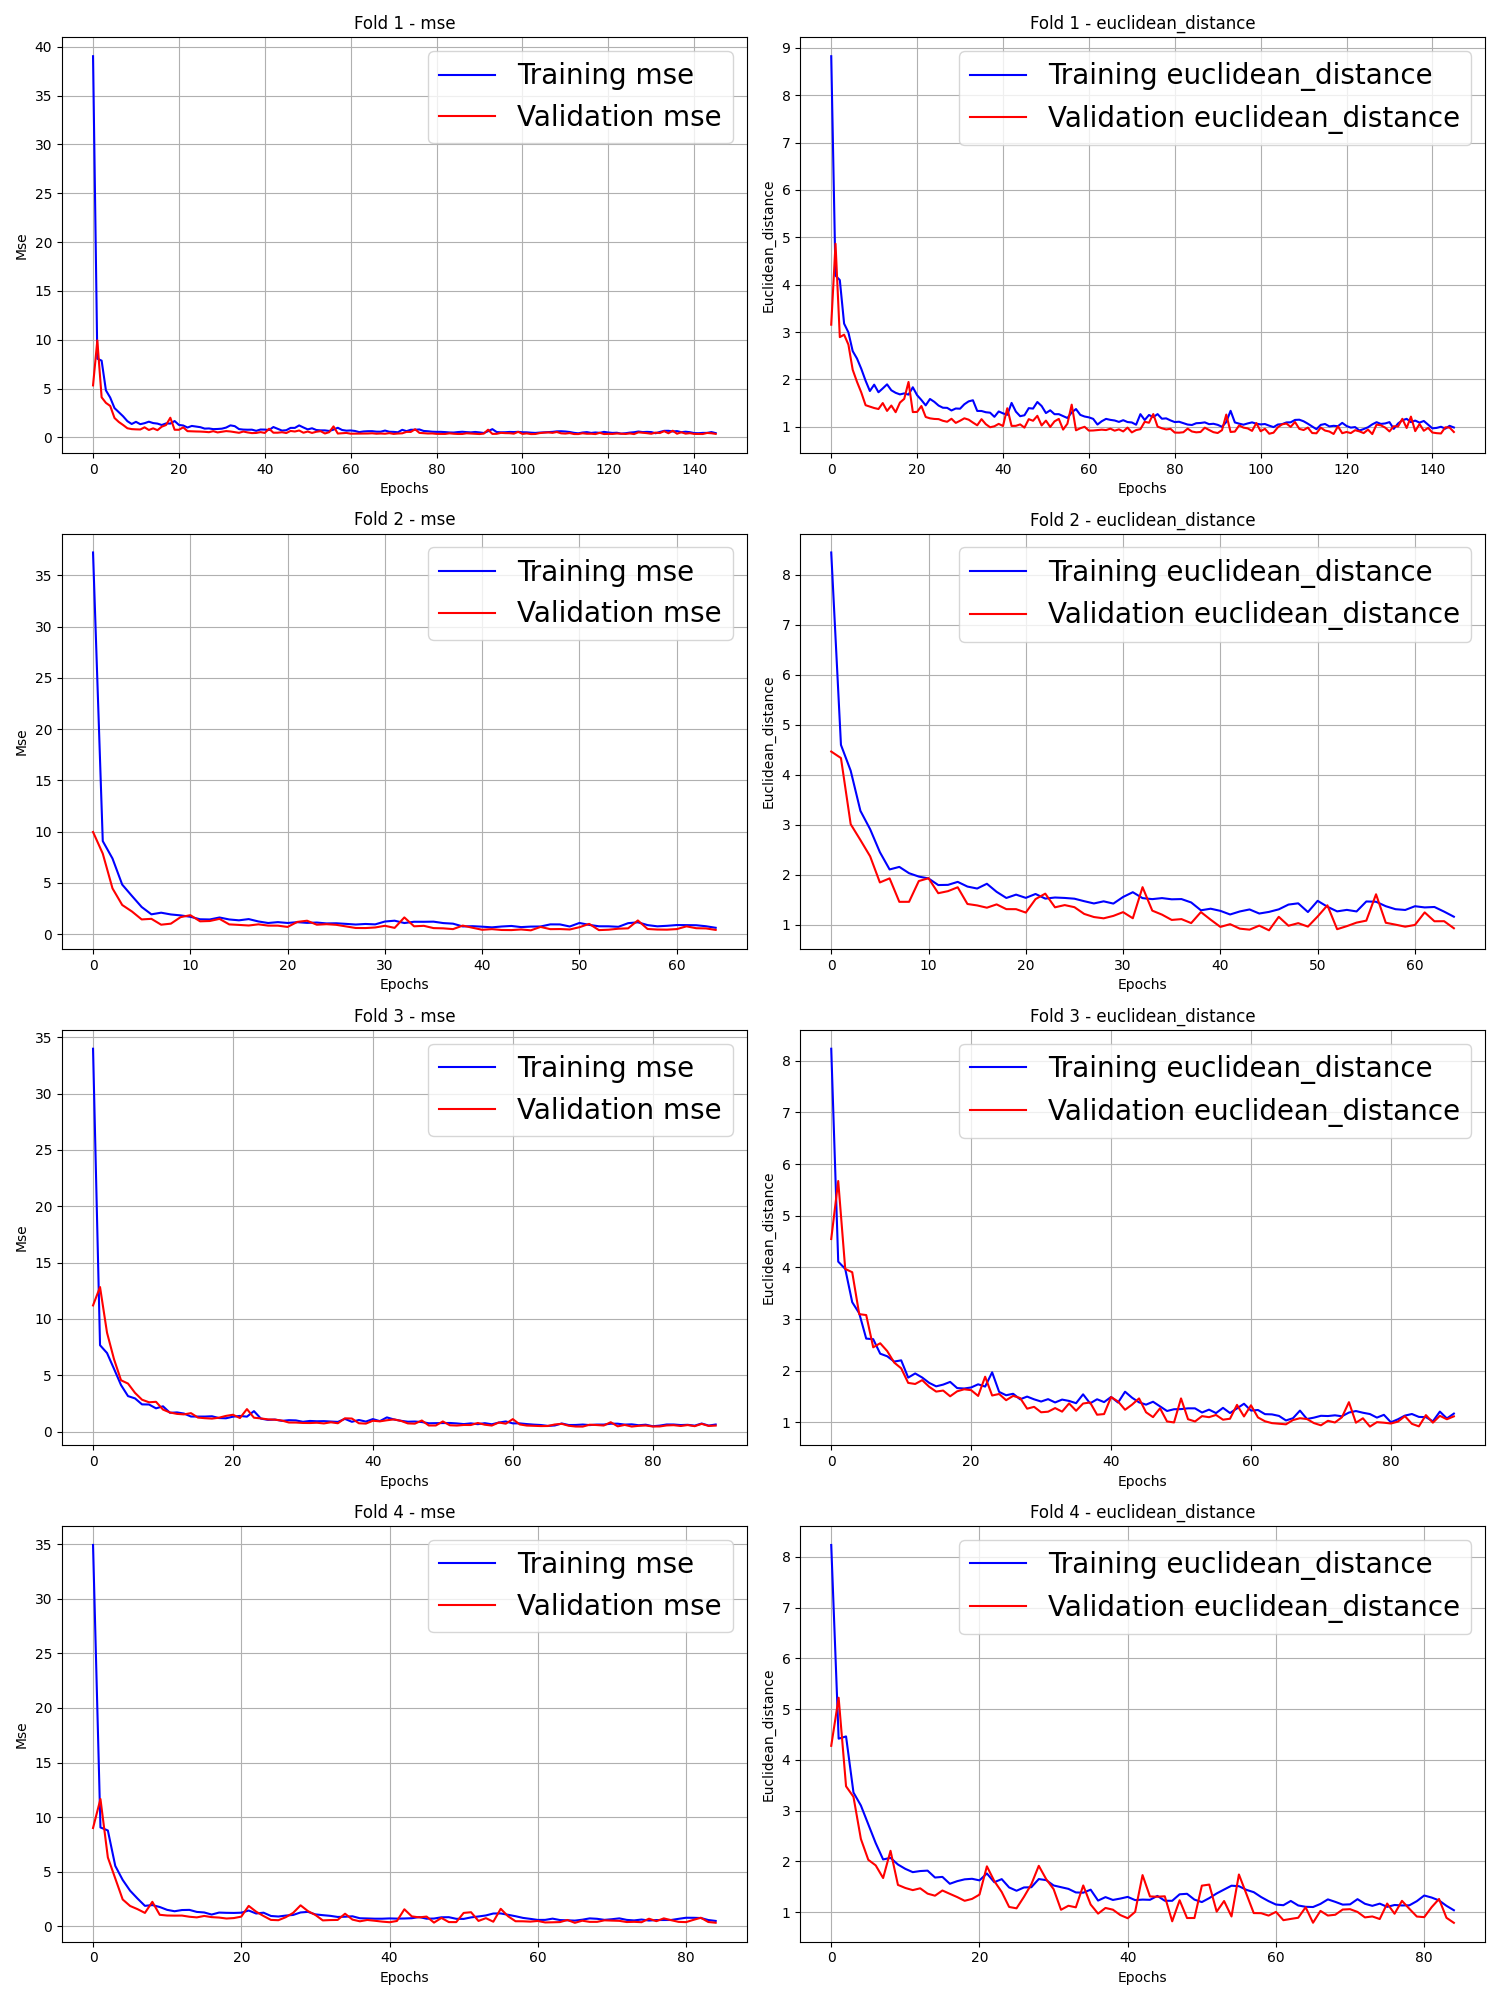 Fold 1 - mse
Training mse
Validation mse
Mse
40
35
30
25
20
15
10
5
0
0 20 40 60 80 100 120 140
Epochs
Fold 1 - euclidean_distance
Training euclidean_distance
Validation euclidean_distance
Euclidean_distance
9
8
7
6
5
4
3
2
1
0 20 40 60 80 100 120 140
Epochs
Fold 2 - mse
Training mse
Validation mse
Mse
35
30
25
20
15
10
5
0
0 10 20 30 40 50 60
Epochs
Fold 2 - euclidean_distance
Training euclidean_distance
Validation euclidean_distance
Euclidean_distance
8
7
6
5
4
3
2
1
0 10 20 30 40 50 60
Epochs
Fold 3 - mse
Training mse
Validation mse
Mse
35
30
25
20
15
10
5
0
0 20 40 60 80
Epochs
Fold 3 - euclidean_distance
Training euclidean_distance
Validation euclidean_distance
Euclidean_distance
8
7
6
5
4
3
2
1
0 20 40 60 80
Epochs
Fold 4 - mse
Training mse
Validation mse
Mse
35
30
25
20
15
10
5
0
0 20 40 60 80
Epochs
Fold 4 - euclidean_distance
Training euclidean_distance
Validation euclidean_distance
Euclidean_distance
8
7
6
5
4
3
2
1
0 20 40 60 80
Epochs